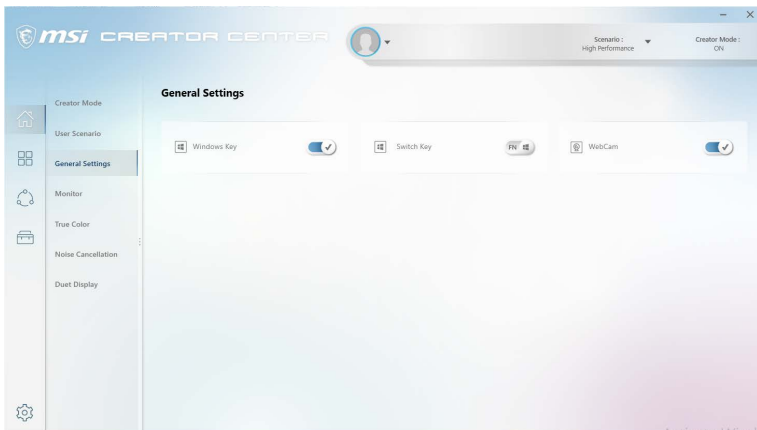 msi CREATOR CENTER
Scenario :
High Performance
Creator Mode :
ON
General Settings
Creator Mode
User Scenario
General Settings
Monitor
True Color
Noise Cancellation
Duet Display
Windows Key
Switch Key
FN
WebCam